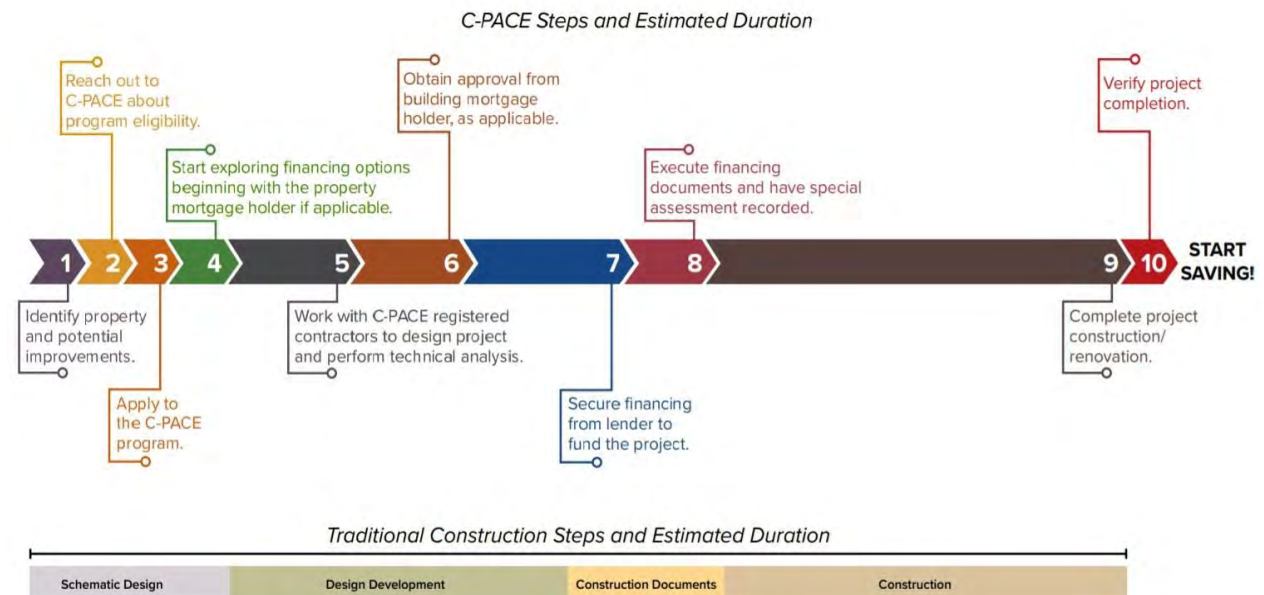 C-PACE Steps and Estimated Duration
Reach out to
C-PACE about
program eligibility.
Obtain approval from
building mortgage
holder, as applicable.
Verify project
completion.
Start exploring financing options
beginning with the property
mortgage holder if applicable.
Execute financing
documents and have special
assessment recorded.
1 2 3 4 5 6 7 8 9 10
START
SAVING!
Identify property
and potential
improvements.
Work with C-PACE registered
contractors to design project
and perform technical analysis.
Complete project
construction/
renovation.
Apply to
the C-PACE
program.
Secure financing
from lender to
fund the project.
Traditional Construction Steps and Estimated Duration
Schematic Design Design Development Construction Documents Construction